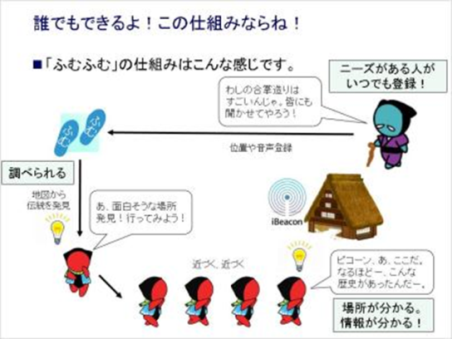 誰でもできるよ！この仕組みならね！
■「ふむふむ」の仕組みはこんな感じです。
ニーズがある人が
いつでも登録！
わしの合掌造りは
すごいんじゃ。皆にも
聞かせてやろう！
ふむ
ふむ
位置や音声登録
調べられる
地図から
伝統を発見
あ、面白そうな場所
発見！行ってみよう！
iBeacon
近づく、近づく
ピコーン、あ、ここだ。
なるほどー、こんな
歴史があったんだー。
場所が分かる。
情報が分かる！